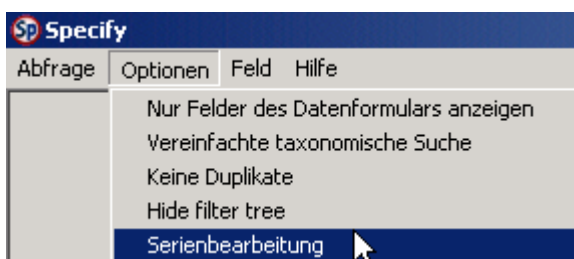 Sp Specify
Abfrage Optionen Feld Hilfe
Nur Felder des Datenformulars anzeigen
Vereinfachte taxonomische Suche
Keine Duplikate
Hide filter tree
Serienbearbeitung